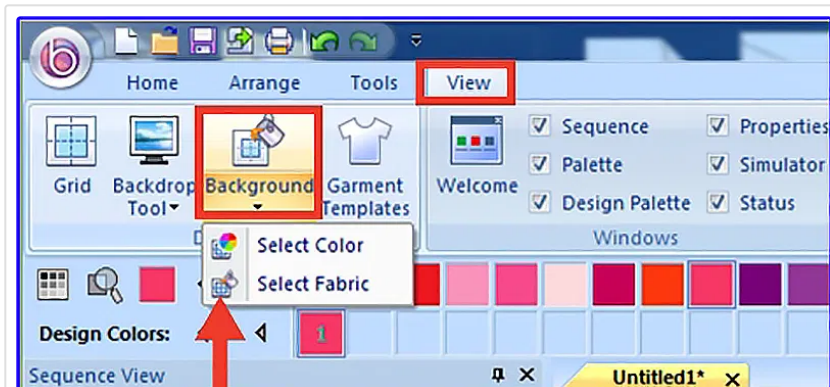 Home Arrange Tools View
Sequence Properties
Palette Simulator
Grid Backdrop Background Garment Welcome
Tool Templates Design Palette Status
Windows
Select Color
Select Fabric
Design Colors: 1
Sequence View Untitled1*